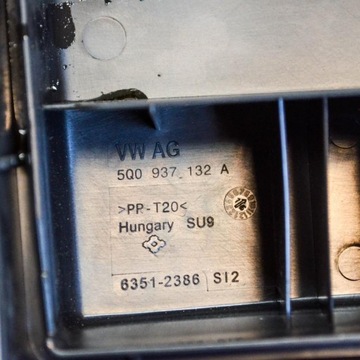 VW AG
5Q0 937 132 A
>PP-T20<
Hungary SU9
6351-2386 SI2